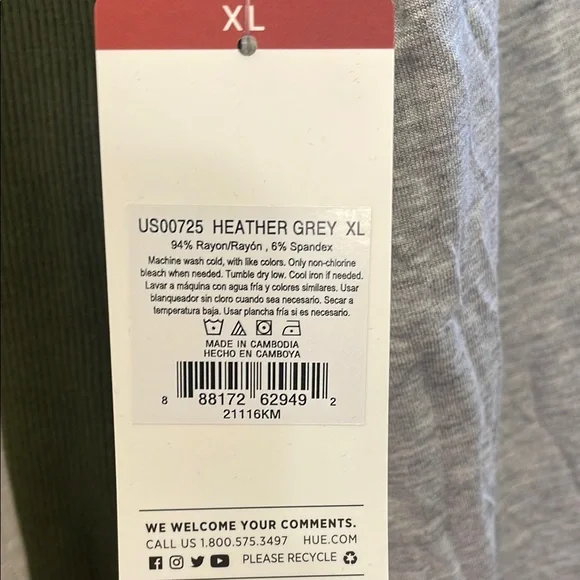 XL
US00725 HEATHER GREY XL
94% Rayon/Rayón , 6% Spandex
Machine wash cold, with like colors. Only non-chlorine
bleach when needed. Tumble dry low. Cool iron if needed.
Lavar a máquina con agua fría y colores similares. Usar
blanqueador sin cloro cuando sea necesario. Secar a
temperatura baja. Usar plancha fría si es necesario.
MADE IN CAMBODIA
HECHO EN CAMBOYA
8 88172 62949 2
21116KM
WE WELCOME YOUR COMMENTS.
CALL US 1.800.575.3497 HUE.COM
PLEASE RECYCLE